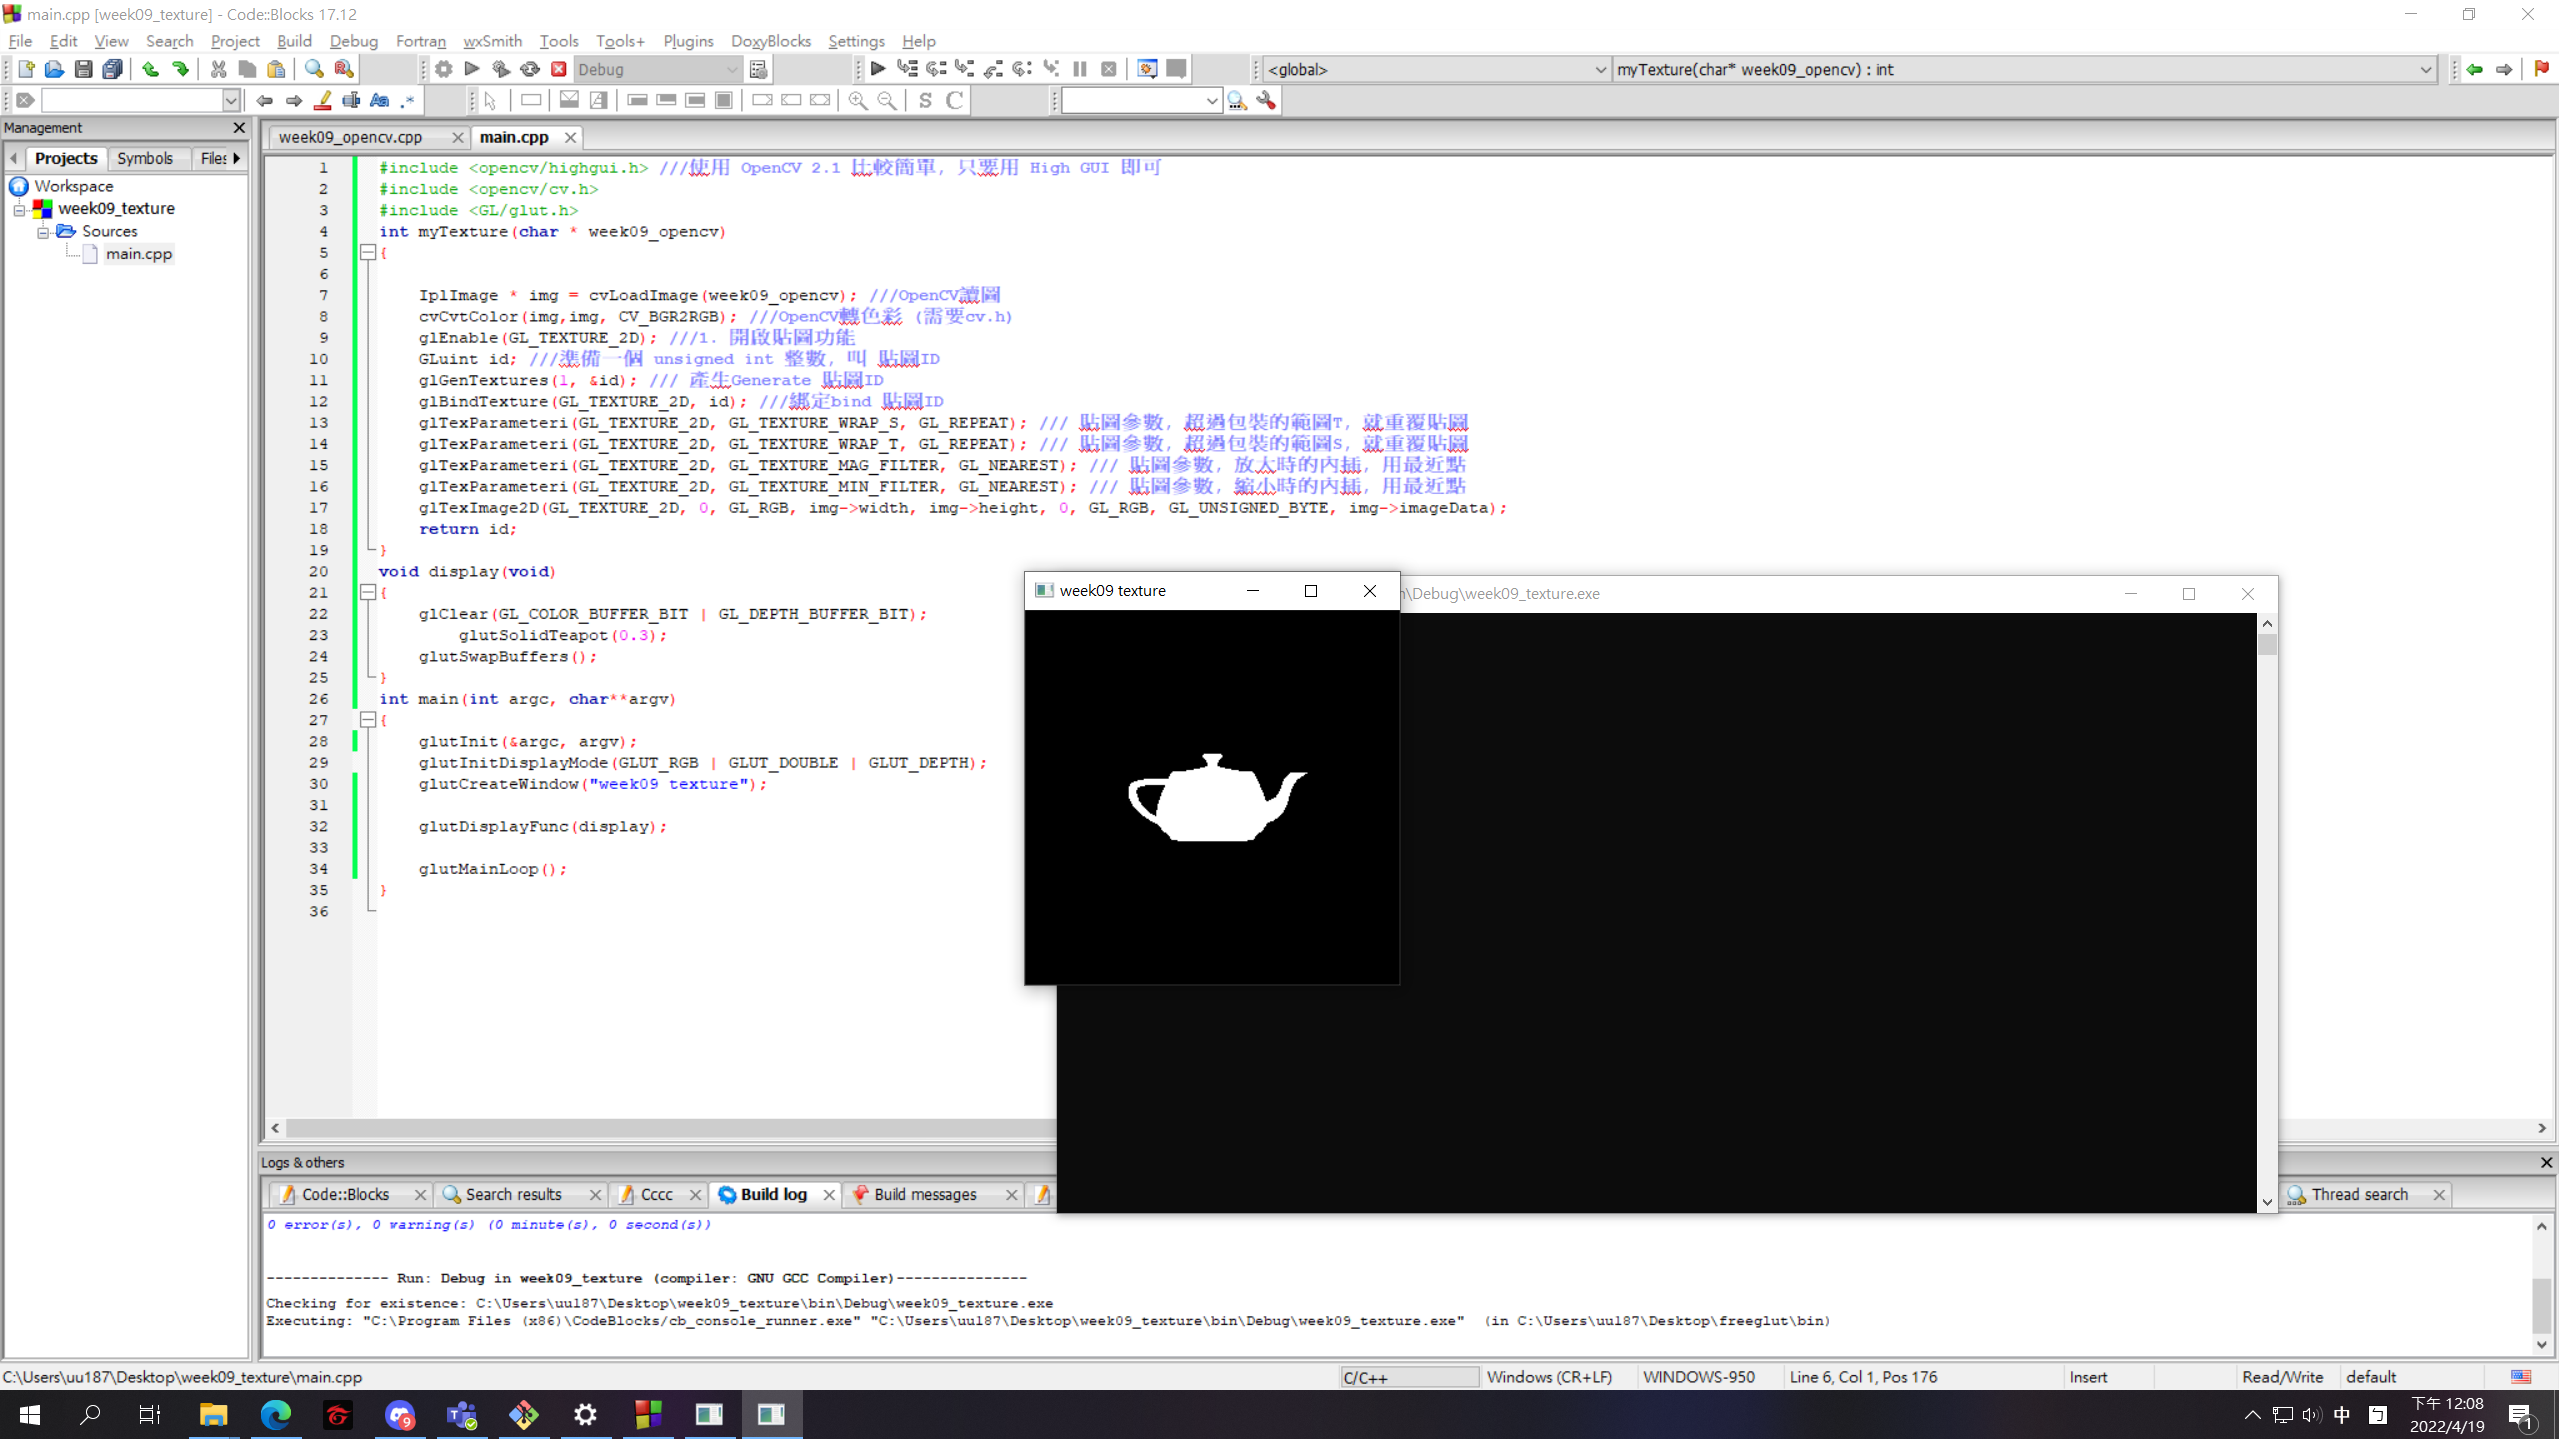 main.cpp [week09_texture] - Code::Blocks 17.12
File Edit View Search Project Build Debug Fortran wxSmith Tools Tools+ Plugins DoxyBlocks Settings Help
Debug
<global>
myTexture(char* week09_opencv) : int
Management
Projects Symbols Files
Workspace
week09_texture
Sources
main.cpp
week09_opencv.cpp
main.cpp
1 #include <opencv/highgui.h> ///使用 OpenCV 2.1 比較簡單, 只要用 High GUI 即可
2 #include <opencv/cv.h>
3 #include <GL/glut.h>
4 int myTexture(char * week09_opencv)
5 {
6
7 IplImage * img = cvLoadImage(week09_opencv); ///OpenCV讀圖
8 cvCvtColor(img,img, CV_BGR2RGB); ///OpenCV轉色彩 (需要cv.h)
9 glEnable(GL_TEXTURE_2D); ///1. 開啟貼圖功能
10 GLuint id; ///準備一個 unsigned int 整數, 叫 貼圖ID
11 glGenTextures(1, &id); /// 產生Generate 貼圖ID
12 glBindTexture(GL_TEXTURE_2D, id); ///綁定bind 貼圖ID
13 glTexParameteri(GL_TEXTURE_2D, GL_TEXTURE_WRAP_S, GL_REPEAT); /// 貼圖參數, 超過包裝的範圖T, 就重覆貼圖
14 glTexParameteri(GL_TEXTURE_2D, GL_TEXTURE_WRAP_T, GL_REPEAT); /// 貼圖參數, 超過包裝的範圖S, 就重覆貼圖
15 glTexParameteri(GL_TEXTURE_2D, GL_TEXTURE_MAG_FILTER, GL_NEAREST); /// 貼圖參數, 放大時的內插, 用最近點
16 glTexParameteri(GL_TEXTURE_2D, GL_TEXTURE_MIN_FILTER, GL_NEAREST); /// 貼圖參數, 縮小時的內插, 用最近點
17 glTexImage2D(GL_TEXTURE_2D, 0, GL_RGB, img->width, img->height, 0, GL_RGB, GL_UNSIGNED_BYTE, img->imageData);
18 return id;
19 }
20 void display(void)
21 {
22 glClear(GL_COLOR_BUFFER_BIT | GL_DEPTH_BUFFER_BIT);
23 glutSolidTeapot(0.3);
24 glutSwapBuffers();
25 }
26 int main(int argc, char**argv)
27 {
28 glutInit(&argc, argv);
29 glutInitDisplayMode(GLUT_RGB | GLUT_DOUBLE | GLUT_DEPTH);
30 glutCreateWindow("week09 texture");
31
32 glutDisplayFunc(display);
33
34 glutMainLoop();
35 }
36
week09 texture
\Debug\week09_texture.exe
Logs & others
Code::Blocks Search results Cccc Build log Build messages Thread search
0 error(s), 0 warning(s) (0 minute(s), 0 second(s))
-------------- Run: Debug in week09_texture (compiler: GNU GCC Compiler)---------------
Checking for existence: C:\Users\uu187\Desktop\week09_texture\bin\Debug\week09_texture.exe
Executing: "C:\Program Files (x86)\CodeBlocks/cb_console_runner.exe" "C:\Users\uu187\Desktop\week09_texture\bin\Debug\week09_texture.exe"  (in C:\Users\uu187\Desktop\freeglut\bin)
C:\Users\uu187\Desktop\week09_texture\main.cpp C/C++ Windows (CR+LF) WINDOWS-950 Line 6, Col 1, Pos 176 Insert Read/Write default
9
中
ㄅ
下午 12:08
2022/4/19
1